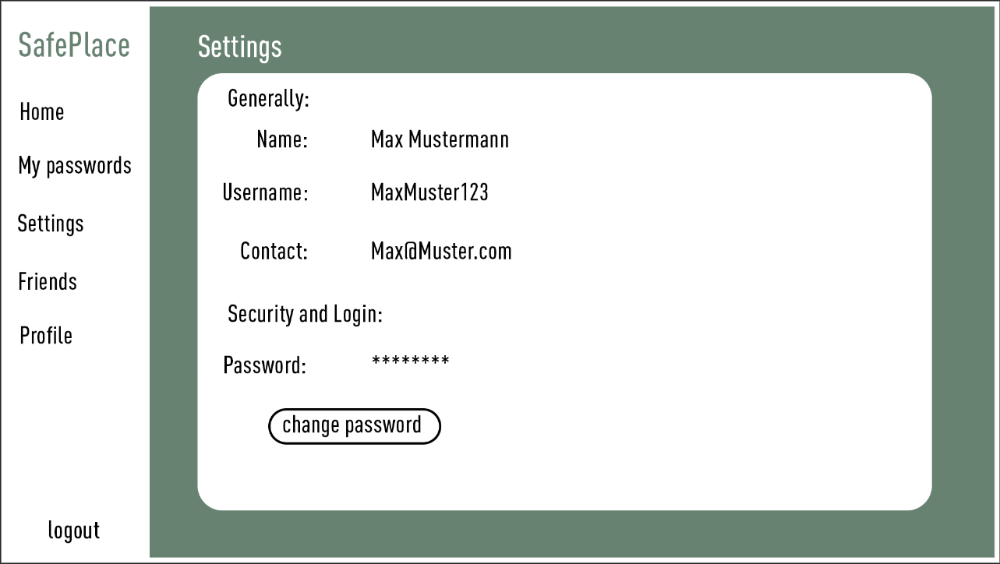 SafePlace
Home
My passwords
Settings
Friends
Profile
logout
Settings
Generally:
Name: Max Mustermann
Username: MaxMuster123
Contact: Max@Muster.com
Security and Login:
Password: ********
change password